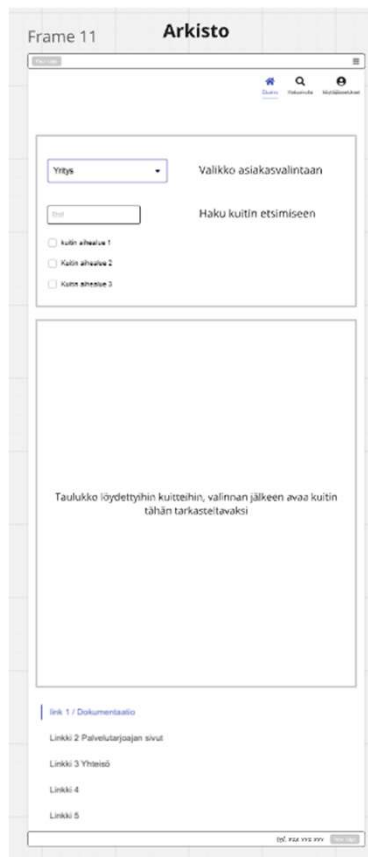 Frame 11
Arkisto
Etusivu
Yritys
Valikko asiakasvalintaan
Etsi
Haku kuitin etsimiseen
kuitin aihealue 1
Kuitin aihealue 2
Kuitin aihealue 3
Taulukko löydettyihin kuitteihin, valinnan jälkeen avaa kuitin
tähän tarkasteltavaksi
link 1 / Dokumentaatio
Linkki 2 Palvelutarjoajan sivut
Linkki 3 Yhteisö
Linkki 4
Linkki 5